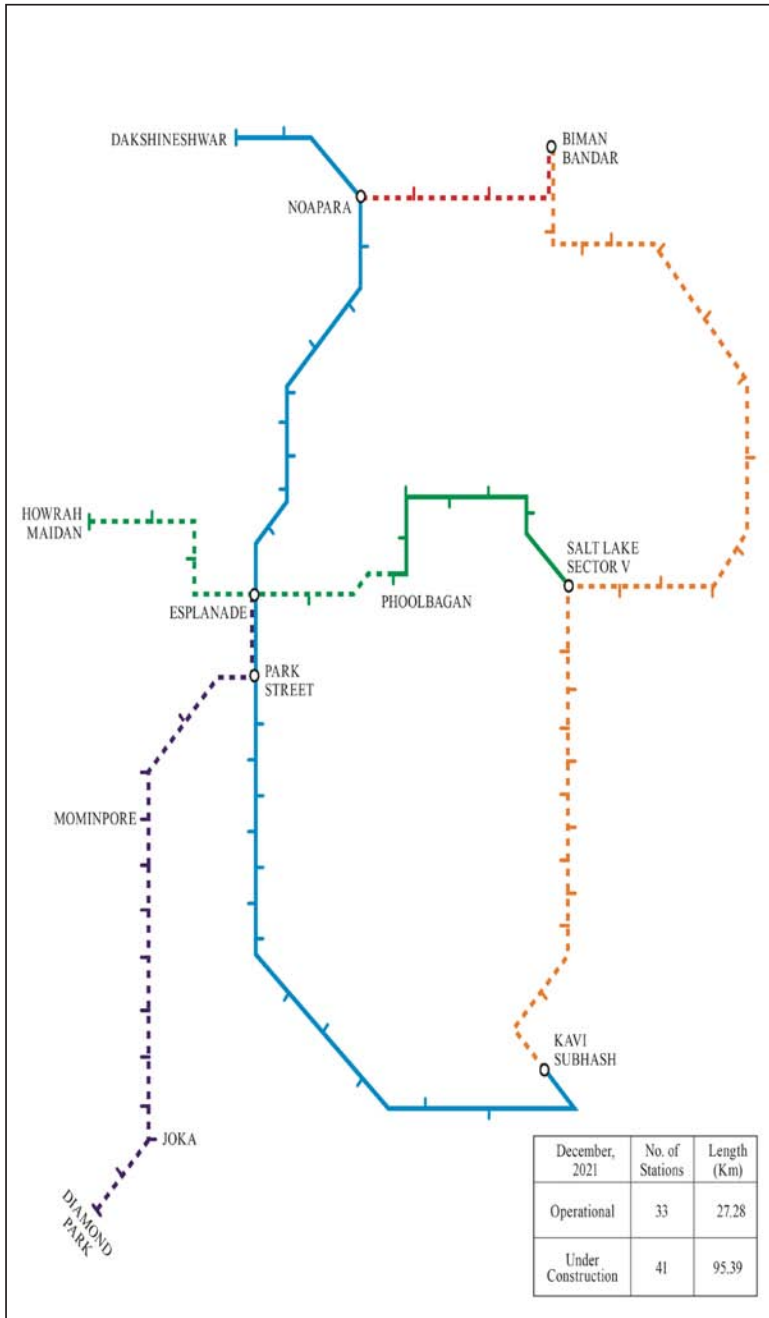 DAKSHINESHWAR
BIMAN
BANDAR
NOAPARA
HOWRAH
MAIDAN
SALT LAKE
SECTOR V
ESPLANADE
PHOOLBAGAN
PARK
STREET
MOMINPORE
KAVI
SUBHASH
JOKA
DIAMOND
PARK
December, 2021 No. of Stations Length (Km)
Operational 33 27.28
Under Construction 41 95.39